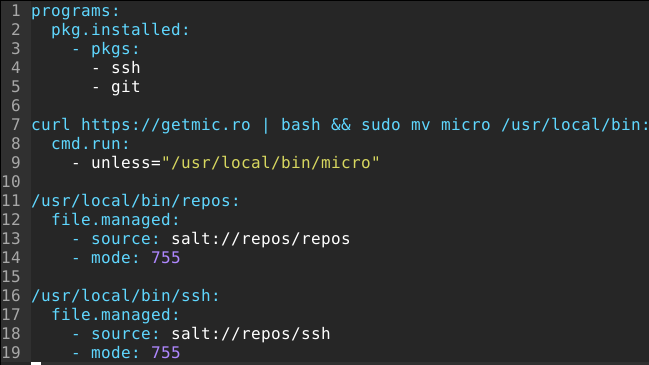 1 programs:
2   pkg.installed:
3     - pkgs:
4       - ssh
5       - git
6
7 curl https://getmic.ro | bash && sudo mv micro /usr/local/bin:
8   cmd.run:
9     - unless="/usr/local/bin/micro"
10
11 /usr/local/bin/repos:
12   file.managed:
13     - source: salt://repos/repos
14     - mode: 755
15
16 /usr/local/bin/ssh:
17   file.managed:
18     - source: salt://repos/ssh
19     - mode: 755